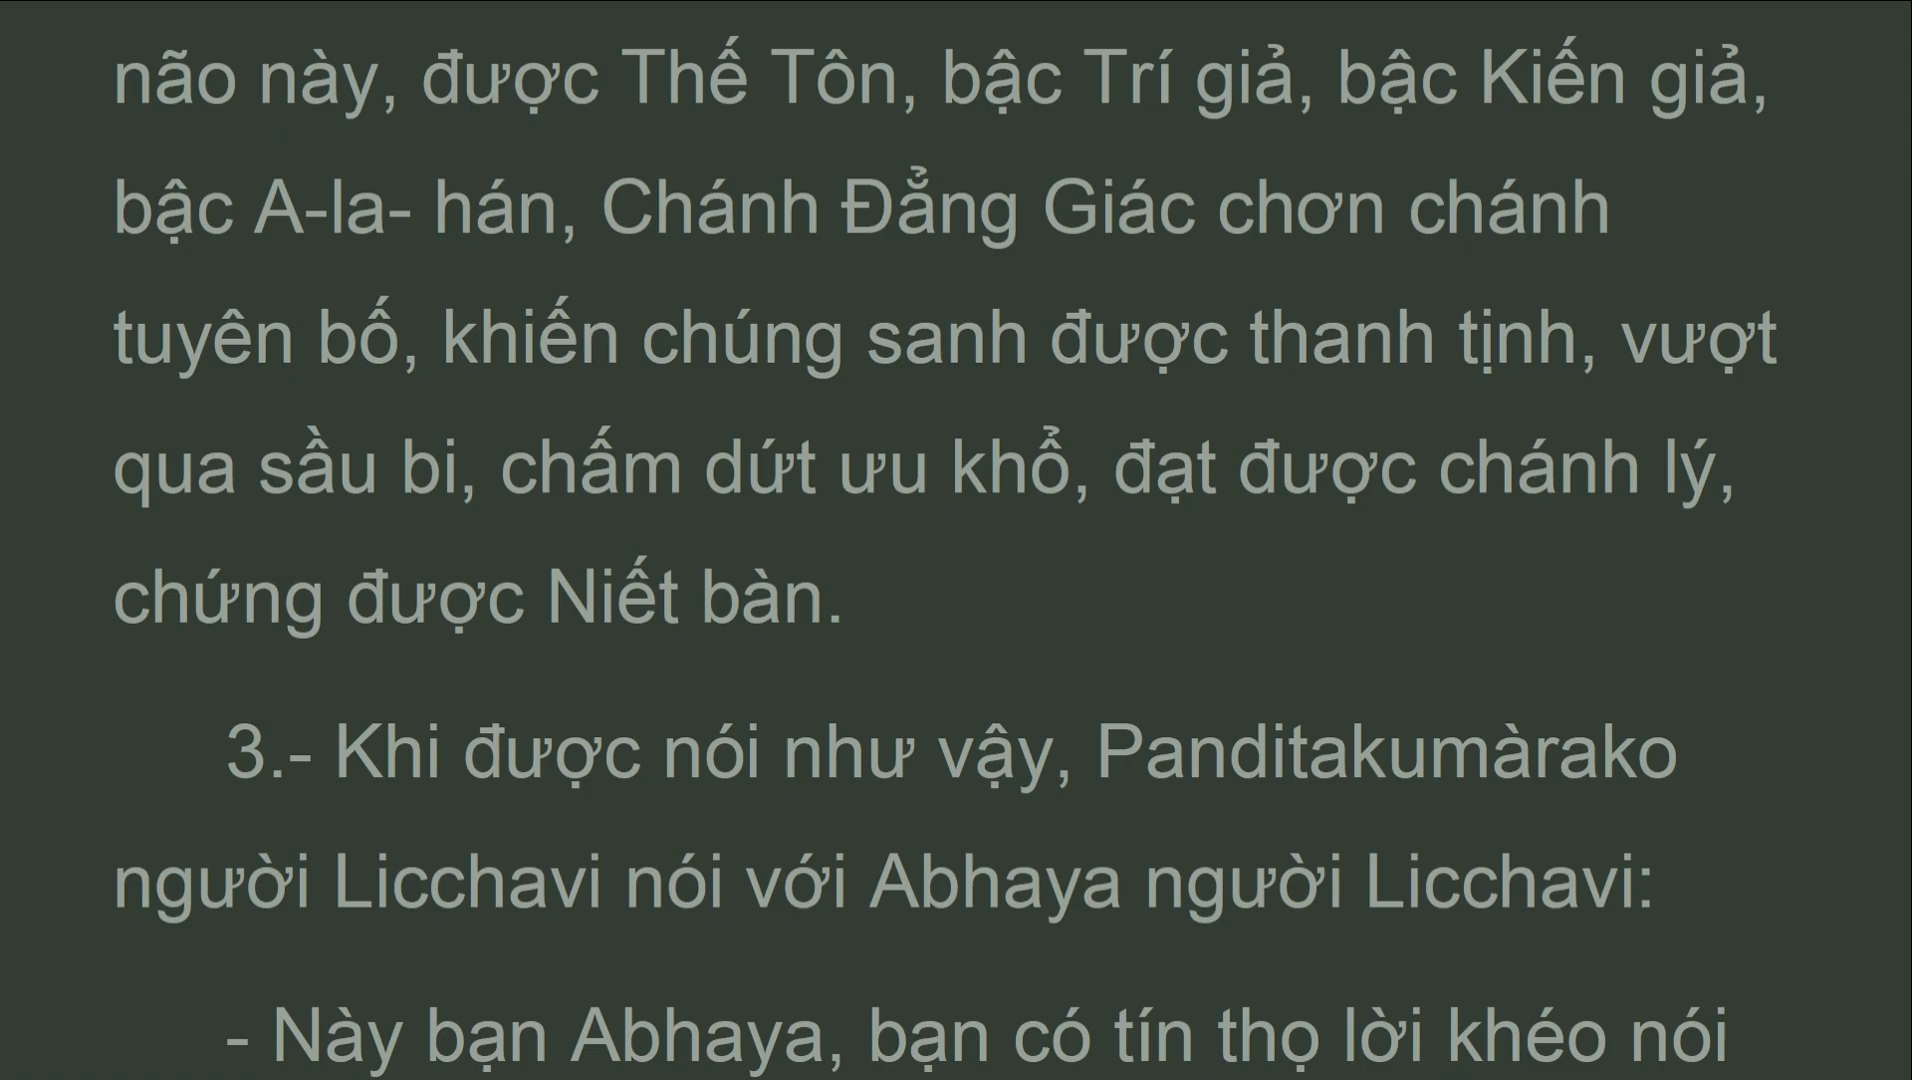 não này, được Thế Tôn, bậc Trí giả, bậc Kiến giả,
bậc A-la- hán, Chánh Đẳng Giác chơn chánh
tuyên bố, khiến chúng sanh được thanh tịnh, vượt
qua sầu bi, chấm dứt ưu khổ, đạt được chánh lý,
chứng được Niết bàn.
3.- Khi được nói như vậy, Panditakumàrako
người Licchavi nói với Abhaya người Licchavi:
- Này bạn Abhaya, bạn có tín thọ lời khéo nói